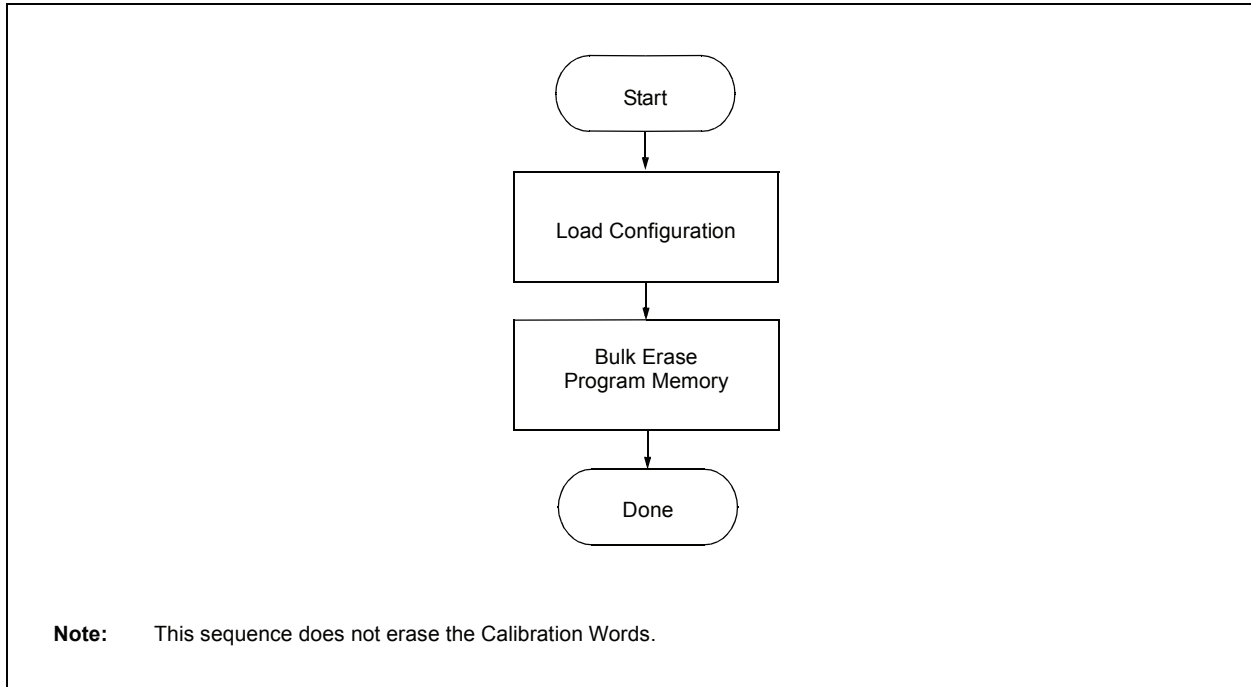 Start
Load Configuration
Bulk Erase
Program Memory
Done
Note: This sequence does not erase the Calibration Words.